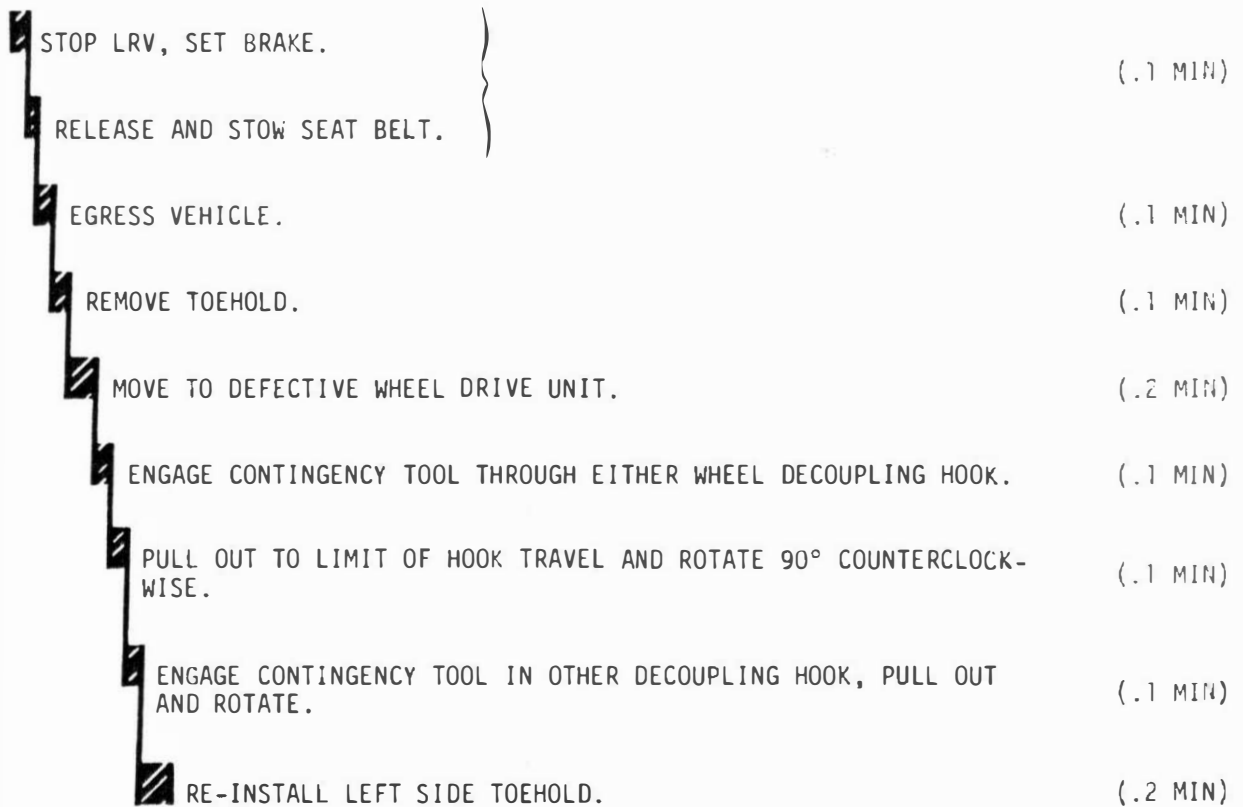 STOP LRV, SET BRAKE.
(.1 MIN)
RELEASE AND STOW SEAT BELT.
EGRESS VEHICLE. (.1 MIN)
REMOVE TOEHOLD. (.1 MIN)
MOVE TO DEFECTIVE WHEEL DRIVE UNIT. (.2 MIN)
ENGAGE CONTINGENCY TOOL THROUGH EITHER WHEEL DECOUPLING HOOK. (.1 MIN)
PULL OUT TO LIMIT OF HOOK TRAVEL AND ROTATE 90° COUNTERCLOCK-
WISE. (.1 MIN)
ENGAGE CONTINGENCY TOOL IN OTHER DECOUPLING HOOK, PULL OUT
AND ROTATE. (.1 MIN)
RE-INSTALL LEFT SIDE TOEHOLD. (.2 MIN)